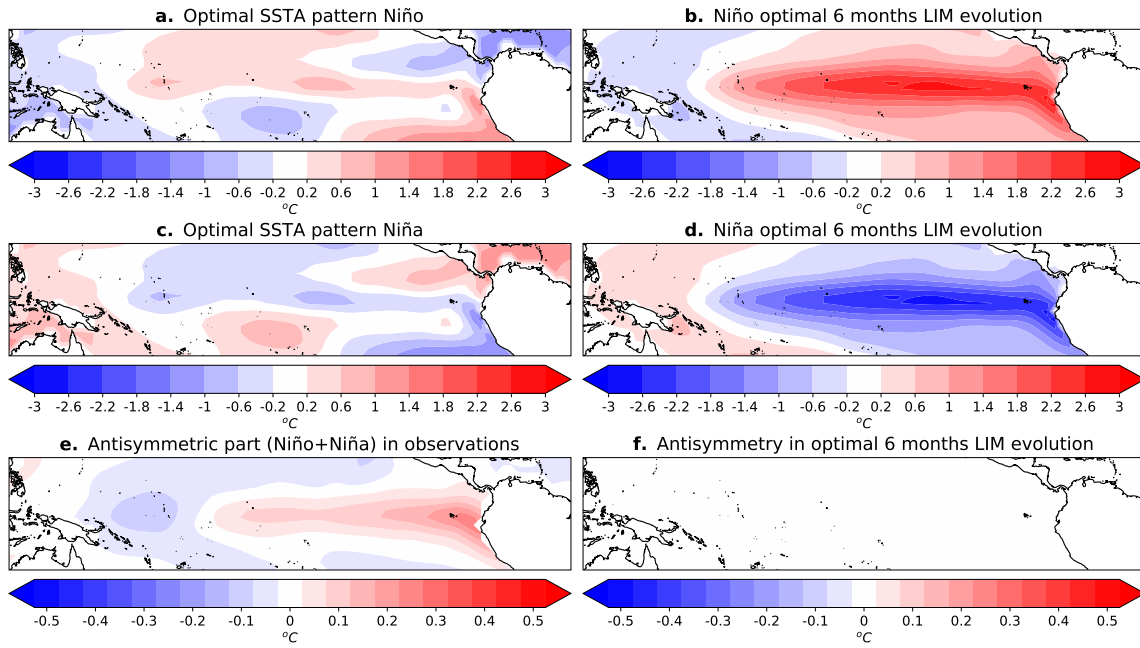 a. Optimal SSTA pattern Niño
b. Niño optimal 6 months LIM evolution
-3 -2.6 -2.2 -1.8 -1.4 -1 -0.6 -0.2 0.2 0.6 1 1.4 1.8 2.2 2.6 3
°C
-3 -2.6 -2.2 -1.8 -1.4 -1 -0.6 -0.2 0.2 0.6 1 1.4 1.8 2.2 2.6 3
°C
c. Optimal SSTA pattern Niña
d. Niña optimal 6 months LIM evolution
-3 -2.6 -2.2 -1.8 -1.4 -1 -0.6 -0.2 0.2 0.6 1 1.4 1.8 2.2 2.6 3
°C
-3 -2.6 -2.2 -1.8 -1.4 -1 -0.6 -0.2 0.2 0.6 1 1.4 1.8 2.2 2.6 3
°C
e. Antisymmetric part (Niño+Niña) in observations
f. Antisymmetry in optimal 6 months LIM evolution
-0.5 -0.4 -0.3 -0.2 -0.1 0 0.1 0.2 0.3 0.4 0.5
°C
-0.5 -0.4 -0.3 -0.2 -0.1 0 0.1 0.2 0.3 0.4 0.5
°C